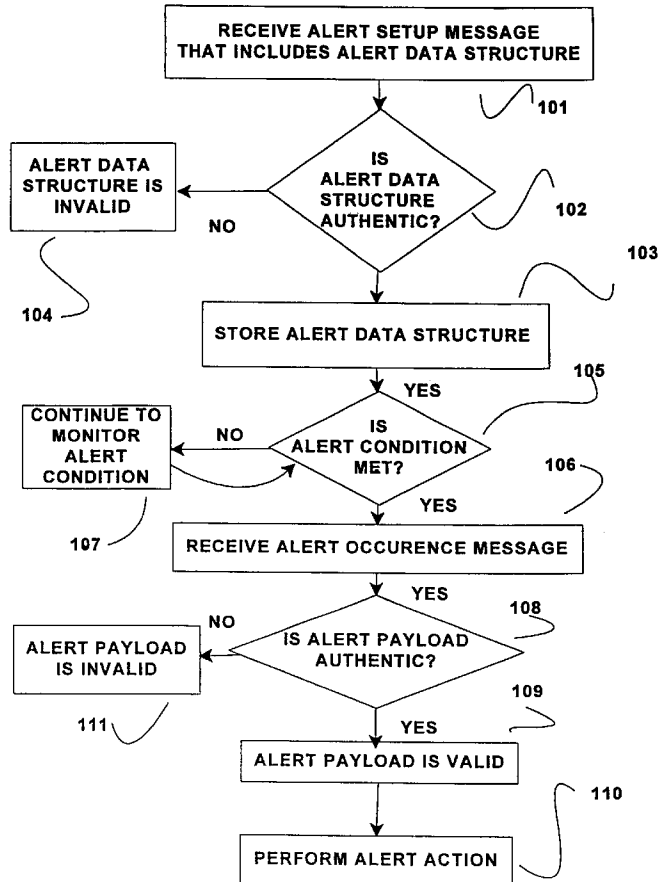 RECEIVE ALERT SETUP MESSAGE
THAT INCLUDES ALERT DATA STRUCTURE
101
IS
ALERT DATA
STRUCTURE
AUTHENTIC?
102
ALERT DATA
STRUCTURE IS
INVALID
NO
104
103
STORE ALERT DATA STRUCTURE
YES
105
IS
ALERT CONDITION
MET?
NO
CONTINUE TO
MONITOR
ALERT
CONDITION
107
YES
106
RECEIVE ALERT OCCURENCE MESSAGE
YES
108
IS ALERT PAYLOAD
AUTHENTIC?
NO
ALERT PAYLOAD
IS INVALID
111
YES
109
ALERT PAYLOAD IS VALID
110
PERFORM ALERT ACTION